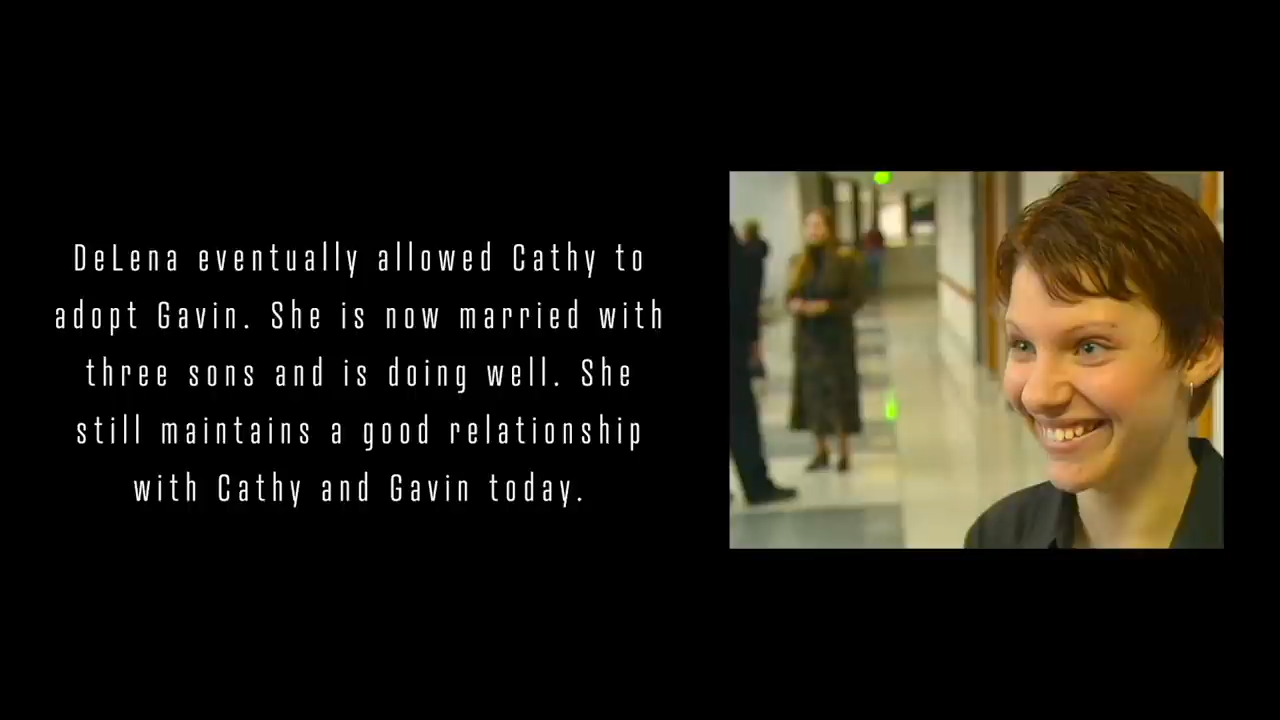 DeLena eventually allowed Cathy to
adopt Gavin. She is now married with
three sons and is doing well. She
still maintains a good relationship
with Cathy and Gavin today.